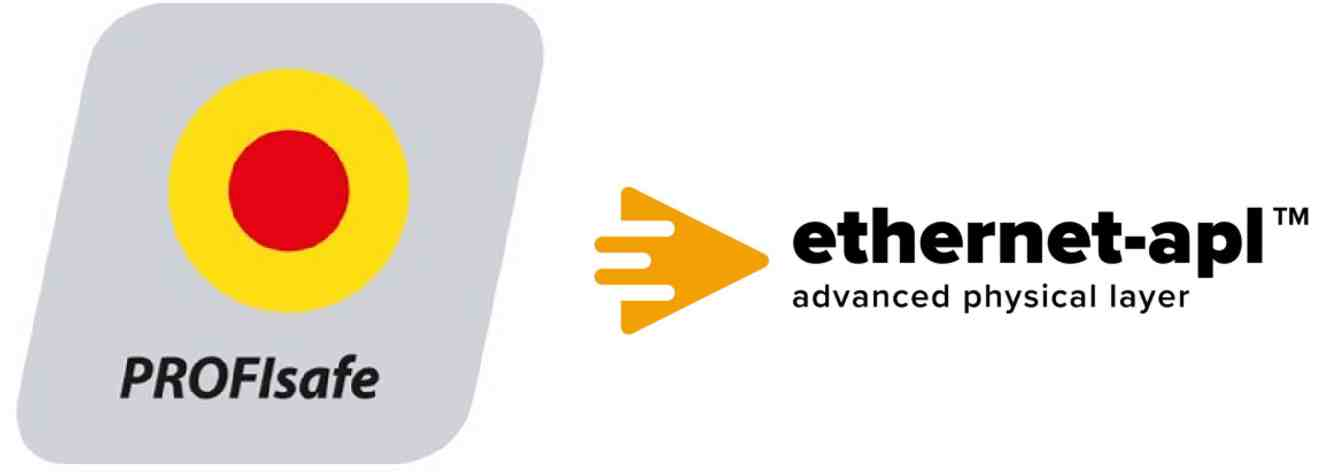 PROFIsafe
ethernet-apl™
advanced physical layer